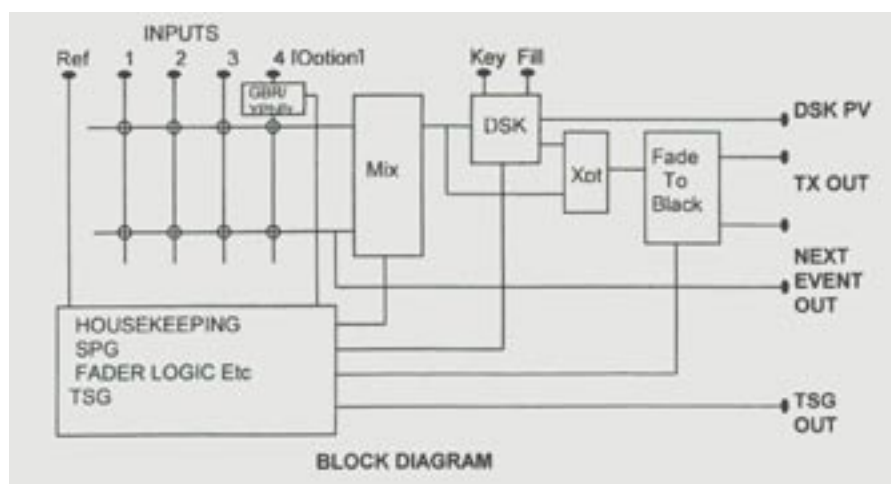 INPUTS
Ref 1 2 3 4 [Option]
Key Fill
GBR/
DSK PV
DSK
Mix
Xpt
Fade
To
Black
TX OUT
NEXT
EVENT
OUT
HOUSEKEEPING
SPG
FADER LOGIC Etc
TSG
TSG
OUT
BLOCK DIAGRAM